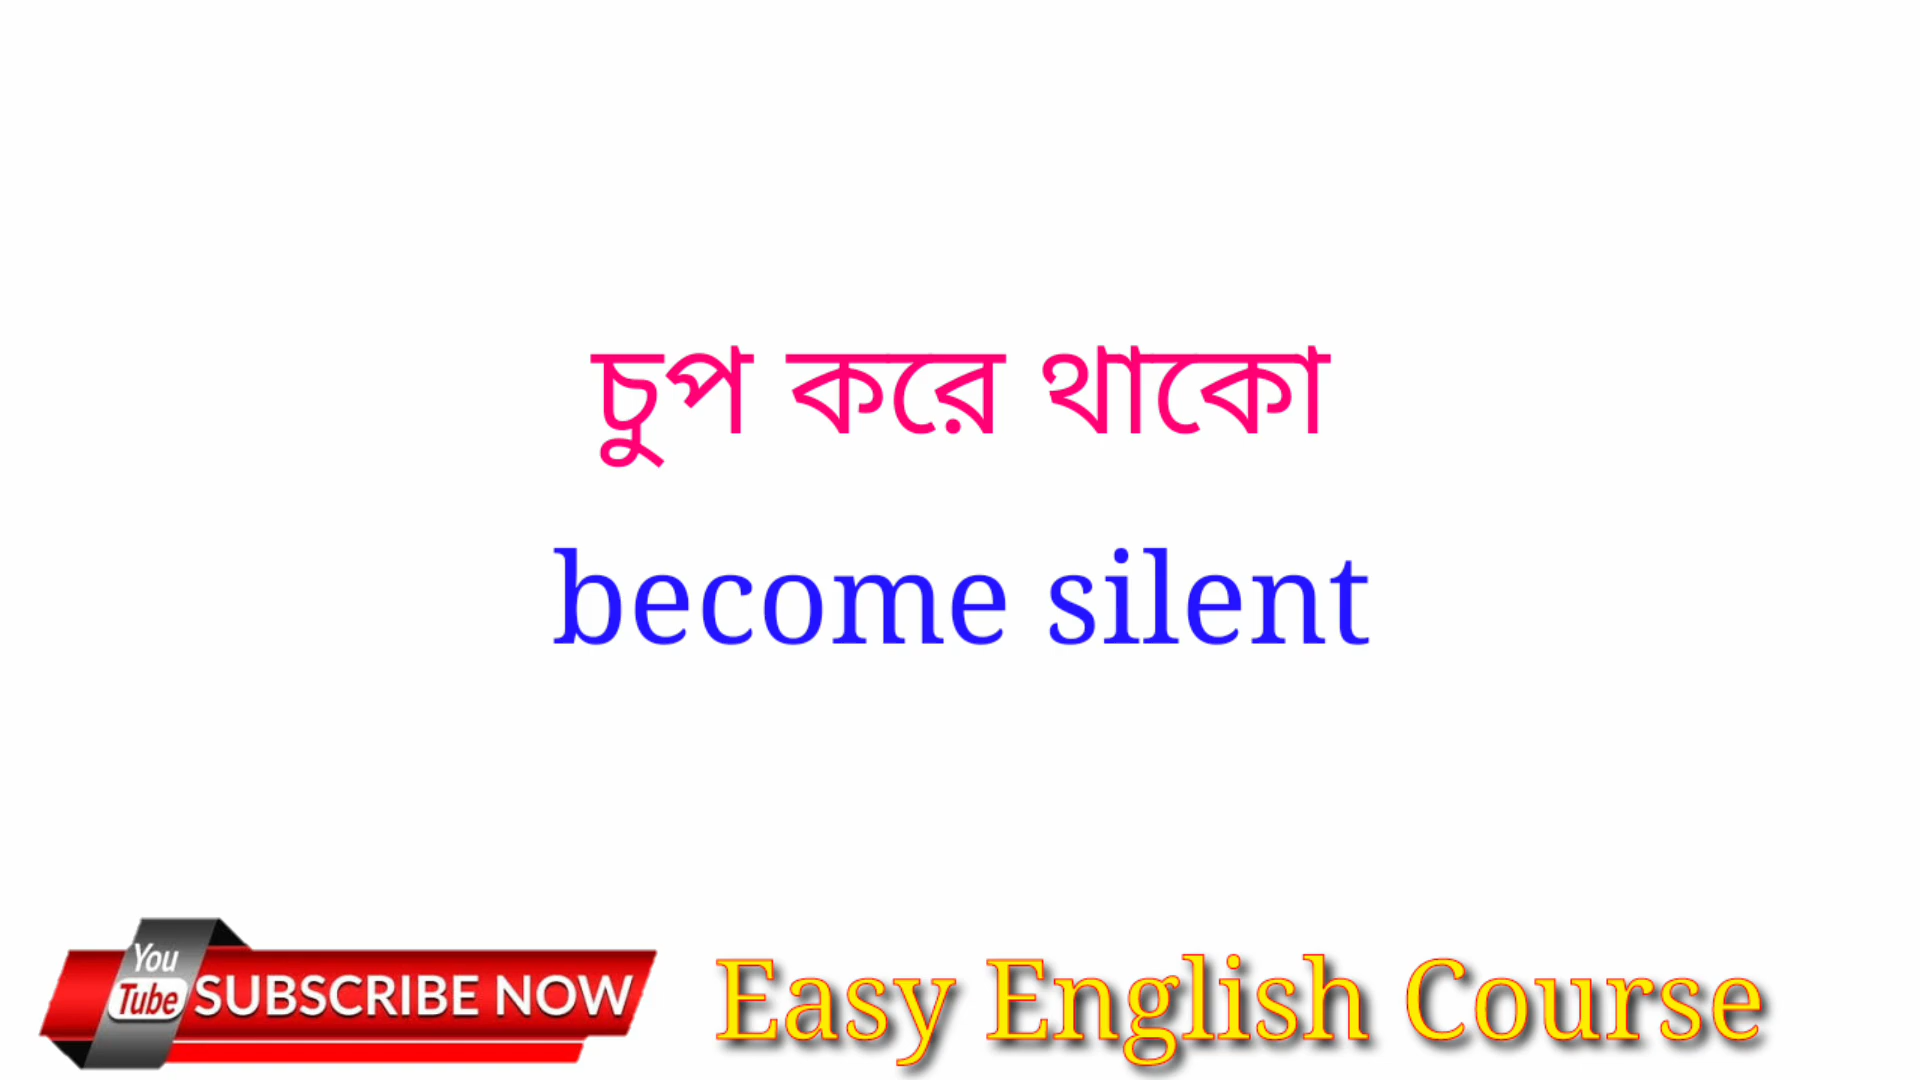 চুপ করে থাকো
become silent
You
Tube
SUBSCRIBE NOW
Easy English Course